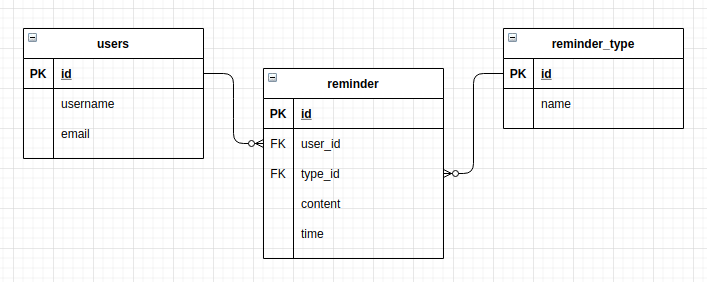 users
PK id
username
email
reminder
PK id
FK user_id
FK type_id
content
time
reminder_type
PK id
name